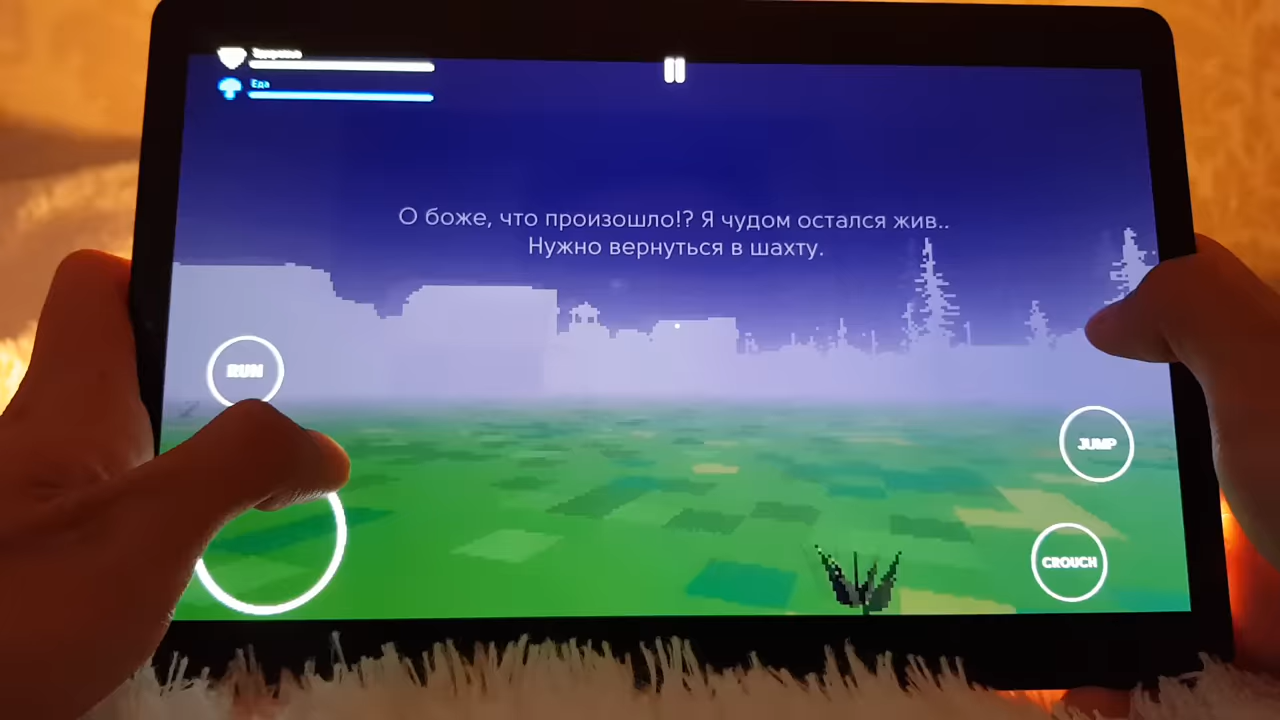 Здоровье
Еда
О боже, что произошло!? Я чудом остался жив..
Нужно вернуться в шахту.
RUN
JUMP
CROUCH